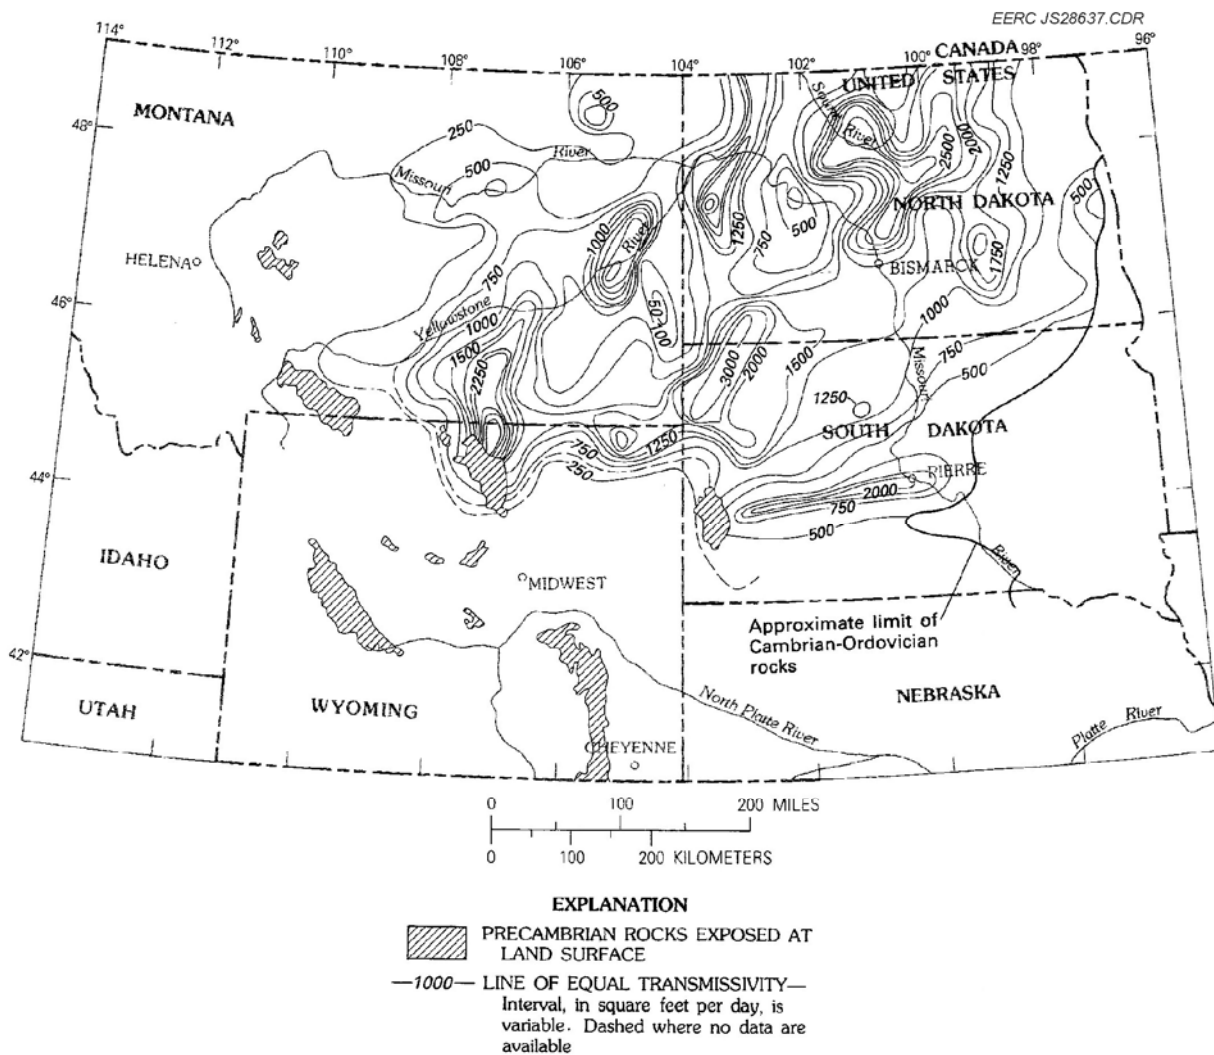 EERC JS28637.CDR
114°
112°
110°
108°
106°
104°
102°
100°
98°
96°
CANADA
UNITED STATES
MONTANA
48°
500
250
River
Missouri
500
Souris River
2500
2000
1250
NORTH DAKOTA
500
1000
River
1250
750
500
1750
BISMARCK
HELENA
750
46°
Yellowstone
1000
1500
2250
50-100
3000
2000
1500
1000
750
500
Missouri
1250
SOUTH DAKOTA
750
250
1250
44°
PIERRE
2000
750
500
River
IDAHO
MIDWEST
Approximate limit of
Cambrian-Ordovician
rocks
42°
UTAH
WYOMING
North Platte River
NEBRASKA
Platte River
CHEYENNE
0 100 200 MILES
0 100 200 KILOMETERS
EXPLANATION
PRECAMBRIAN ROCKS EXPOSED AT
LAND SURFACE
—1000— LINE OF EQUAL TRANSMISSIVITY—
Interval, in square feet per day, is
variable. Dashed where no data are
available